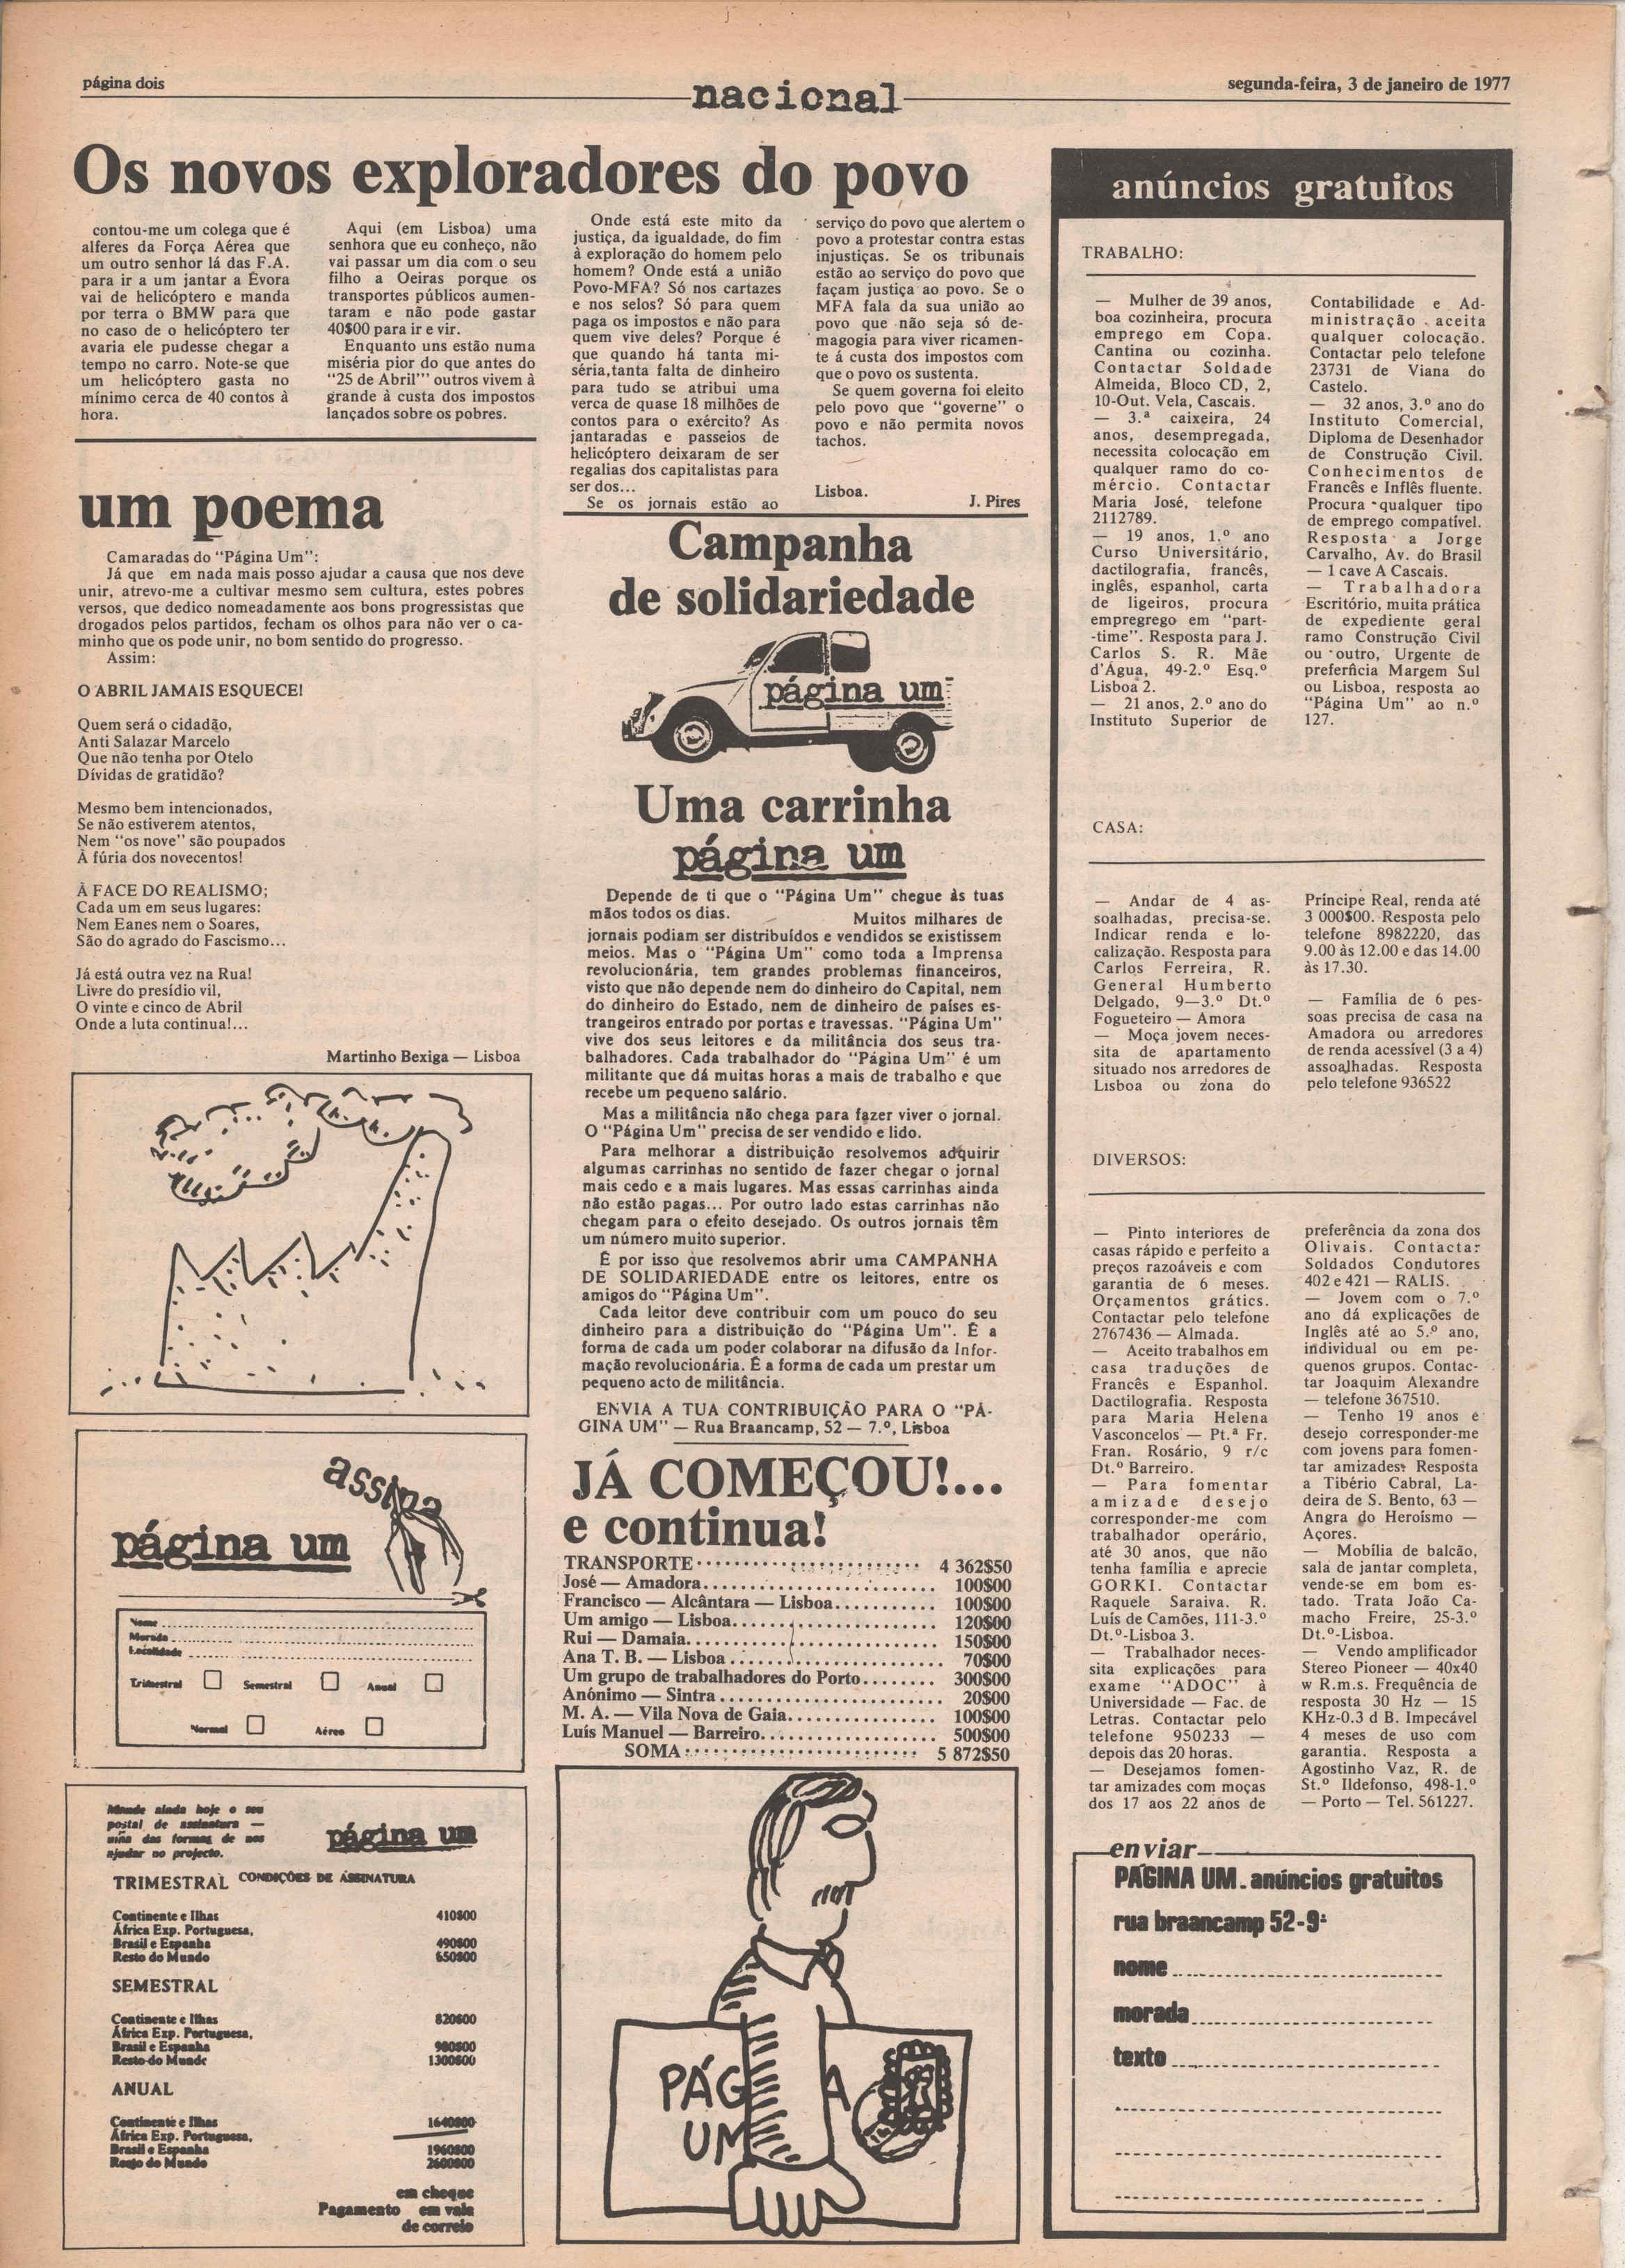 página dois
nacional
segunda-feira, 3 de janeiro de 1977
Os novos exploradores do povo
contou-me um colega que é
alferes da Força Aérea que
um outro senhor lá das F.A.
para ir a um jantar a Évora
vai de helicóptero e manda
por terra o BMW para que
no caso de o helicóptero ter
avaria ele pudesse chegar a
tempo no carro. Note-se que
um helicóptero gasta no
mínimo cerca de 40 contos à
hora.
Aqui (em Lisboa) uma
senhora que eu conheço, não
vai passar um dia com o seu
filho a Oeiras porque os
transportes públicos aumen-
taram e não pode gastar
40$00 para ir e vir.
Enquanto uns estão numa
miséria pior do que antes do
"25 de Abril"' outros vivem à
grande à custa dos impostos
lançados sobre os pobres.
Onde está este mito da
justiça, da igualdade, do fim
à exploração do homem pelo
homem? Onde está a união
Povo-MFA? Só nos cartazes
e nos selos? Só para quem
paga os impostos e não para
quem vive deles? Porque é
que quando há tanta mi-
séria,tanta falta de dinheiro
para tudo se atribui uma
verca de quase 18 milhões de
contos para o exército? As
jantaradas e passeios de
helicóptero deixaram de ser
regalias dos capitalistas para
ser dos...
Se os jornais estão ao
serviço do povo que alertem o
povo a protestar contra estas
injustiças. Se os tribunais
estão ao serviço do povo que
façam justiça ao povo. Se o
MFA fala da sua união ao
povo que não seja só de-
magogia para viver ricamen-
te á custa dos impostos com
que o povo os sustenta.
Se quem governa foi eleito
pelo povo que "governe" o
povo e não permita novos
tachos.
Lisboa.
J. Pires
um poema
Camaradas do "Página Um":
Já que em nada mais posso ajudar a causa que nos deve
unir, atrevo-me a cultivar mesmo sem cultura, estes pobres
versos, que dedico nomeadamente aos bons progressistas que
drogados pelos partidos, fecham os olhos para não ver o ca-
minho que os pode unir, no bom sentido do progresso.
Assim:
O ABRIL JAMAIS ESQUECE!
Quem será o cidadão,
Anti Salazar Marcelo
Que não tenha por Otelo
Dívidas de gratidão?
Mesmo bem intencionados,
Se não estiverem atentos,
Nem "os nove" são poupados
À fúria dos novecentos!
À FACE DO REALISMO;
Cada um em seus lugares:
Nem Eanes nem o Soares,
São do agrado do Fascismo...
Já está outra vez na Rua!
Livre do presídio vil,
O vinte e cinco de Abril
Onde a luta continua!...
Martinho Bexiga — Lisboa
assina
página um
Nome
Morada
Localidade
Trimestral
Semestral
Anual
Normal
Aéreo
Mande ainda hoje o seu
postal de assinatura —
uma das formas de nos
ajudar no projecto.
página um
TRIMESTRAL CONDIÇÕES DE ASSINATURA
Continente e Ilhas 410$00
África Exp. Portuguesa,
Brasil e Espanha 490$00
Resto do Mundo 650$00
SEMESTRAL
Continente e Ilhas 820$00
África Exp. Portuguesa,
Brasil e Espanha 980$00
Resto do Mundo 1300$00
ANUAL
Continente e Ilhas 1640$00
África Exp. Portuguesa,
Brasil e Espanha 1960$00
Resto do Mundo 2600$00
em cheque
Pagamento em vale
de correio
Campanha
de solidariedade
página um
Uma carrinha
página um
Depende de ti que o "Página Um" chegue às tuas
mãos todos os dias. Muitos milhares de
jornais podiam ser distribuídos e vendidos se existissem
meios. Mas o "Página Um" como toda a Imprensa
revolucionária, tem grandes problemas financeiros,
visto que não depende nem do dinheiro do Capital, nem
do dinheiro do Estado, nem de dinheiro de países es-
trangeiros entrado por portas e travessas. "Página Um"
vive dos seus leitores e da militância dos seus tra-
balhadores. Cada trabalhador do "Página Um" é um
militante que dá muitas horas a mais de trabalho e que
recebe um pequeno salário.
Mas a militância não chega para fazer viver o jornal.
O "Página Um" precisa de ser vendido e lido.
Para melhorar a distribuição resolvemos adquirir
algumas carrinhas no sentido de fazer chegar o jornal
mais cedo e a mais lugares. Mas essas carrinhas ainda
não estão pagas... Por outro lado estas carrinhas não
chegam para o efeito desejado. Os outros jornais têm
um número muito superior.
É por isso que resolvemos abrir uma CAMPANHA
DE SOLIDARIEDADE entre os leitores, entre os
amigos do "Página Um".
Cada leitor deve contribuir com um pouco do seu
dinheiro para a distribuição do "Página Um". É a
forma de cada um poder colaborar na difusão da Infor-
mação revolucionária. É a forma de cada um prestar um
pequeno acto de militância.
ENVIA A TUA CONTRIBUIÇÃO PARA O "PÁ-
GINA UM" — Rua Braancamp, 52 — 7.º, Lisboa
JÁ COMEÇOU!...
e continua!
TRANSPORTE 4 362$50
José — Amadora 100$00
Francisco — Alcântara — Lisboa 100$00
Um amigo — Lisboa 120$00
Rui — Damaia 150$00
Ana T. B. — Lisboa 70$00
Um grupo de trabalhadores do Porto 300$00
Anónimo — Sintra 20$00
M. A. — Vila Nova de Gaia 100$00
Luís Manuel — Barreiro 500$00
SOMA 5 872$50
PÁG A
UM
anúncios gratuitos
TRABALHO:
— Mulher de 39 anos,
boa cozinheira, procura
emprego em Copa.
Cantina ou cozinha.
Contactar Soldade
Almeida, Bloco CD, 2,
10-Out. Vela, Cascais.
— 3.ª caixeira, 24
anos, desempregada,
necessita colocação em
qualquer ramo do co-
mércio. Contactar
Maria José, telefone
2112789.
— 19 anos, 1.º ano
Curso Universitário,
dactilografia, francês,
inglês, espanhol, carta
de ligeiros, procura
empregrego em "part-
-time". Resposta para J.
Carlos S. R. Mãe
d'Água, 49-2.º Esq.º
Lisboa 2.
— 21 anos, 2.º ano do
Instituto Superior de
Contabilidade e Ad-
ministração aceita
qualquer colocação.
Contactar pelo telefone
23731 de Viana do
Castelo.
— 32 anos, 3.º ano do
Instituto Comercial,
Diploma de Desenhador
de Construção Civil.
Conhecimentos de
Francês e Inflês fluente.
Procura qualquer tipo
de emprego compatível.
Resposta a Jorge
Carvalho, Av. do Brasil
— 1 cave A Cascais.
— Trabalhadora
Escritório, muita prática
de expediente geral
ramo Construção Civil
ou outro, Urgente de
preferñcia Margem Sul
ou Lisboa, resposta ao
"Página Um" ao n.º
127.
CASA:
— Andar de 4 as-
soalhadas, precisa-se.
Indicar renda e lo-
calização. Resposta para
Carlos Ferreira, R.
General Humberto
Delgado, 9—3.º Dt.º
Fogueteiro — Amora
— Moça jovem neces-
sita de apartamento
situado nos arredores de
Lisboa ou zona do
Príncipe Real, renda até
3 000$00. Resposta pelo
telefone 8982220, das
9.00 às 12.00 e das 14.00
às 17.30.
— Família de 6 pes-
soas precisa de casa na
Amadora ou arredores
de renda acessível (3 a 4)
assoalhadas. Resposta
pelo telefone 936522
DIVERSOS:
— Pinto interiores de
casas rápido e perfeito a
preços razoáveis e com
garantia de 6 meses.
Orçamentos grátics.
Contactar pelo telefone
2767436 — Almada.
— Aceito trabalhos em
casa traduções de
Francês e Espanhol.
Dactilografia. Resposta
para Maria Helena
Vasconcelos — Pt.ª Fr.
Fran. Rosário, 9 r/c
Dt.º Barreiro.
— Para fomentar
amizade desejo
corresponder-me com
trabalhador operário,
até 30 anos, que não
tenha família e aprecie
GORKI. Contactar
Raquele Saraiva. R.
Luís de Camões, 111-3.º
Dt.º-Lisboa 3.
— Trabalhador neces-
sita explicações para
exame "ADOC" à
Universidade — Fac. de
Letras. Contactar pelo
telefone 950233 —
depois das 20 horas.
— Desejamos fomen-
tar amizades com moças
dos 17 aos 22 anos de
preferência da zona dos
Olivais. Contactar
Soldados Condutores
402 e 421 — RALIS.
— Jovem com o 7.º
ano dá explicações de
Inglês até ao 5.º ano,
individual ou em pe-
quenos grupos. Contac-
tar Joaquim Alexandre
— telefone 367510.
— Tenho 19 anos e
desejo corresponder-me
com jovens para fomen-
tar amizades. Resposta
a Tibério Cabral, La-
deira de S. Bento, 63 —
Angra do Heroísmo —
Açores.
— Mobília de balcão,
sala de jantar completa,
vende-se em bom es-
tado. Trata João Ca-
macho Freire, 25-3.º
Dt.º-Lisboa.
— Vendo amplificador
Stereo Pioneer — 40x40
w R.m.s. Frequência de
resposta 30 Hz — 15
KHz-0.3 d B. Impecável
4 meses de uso com
garantia. Resposta a
Agostinho Vaz, R. de
St.º Ildefonso, 498-1.º
— Porto — Tel. 561227.
enviar
PÁGINA UM. anúncios gratuitos
rua braancamp 52-9º
nome
morada
texto